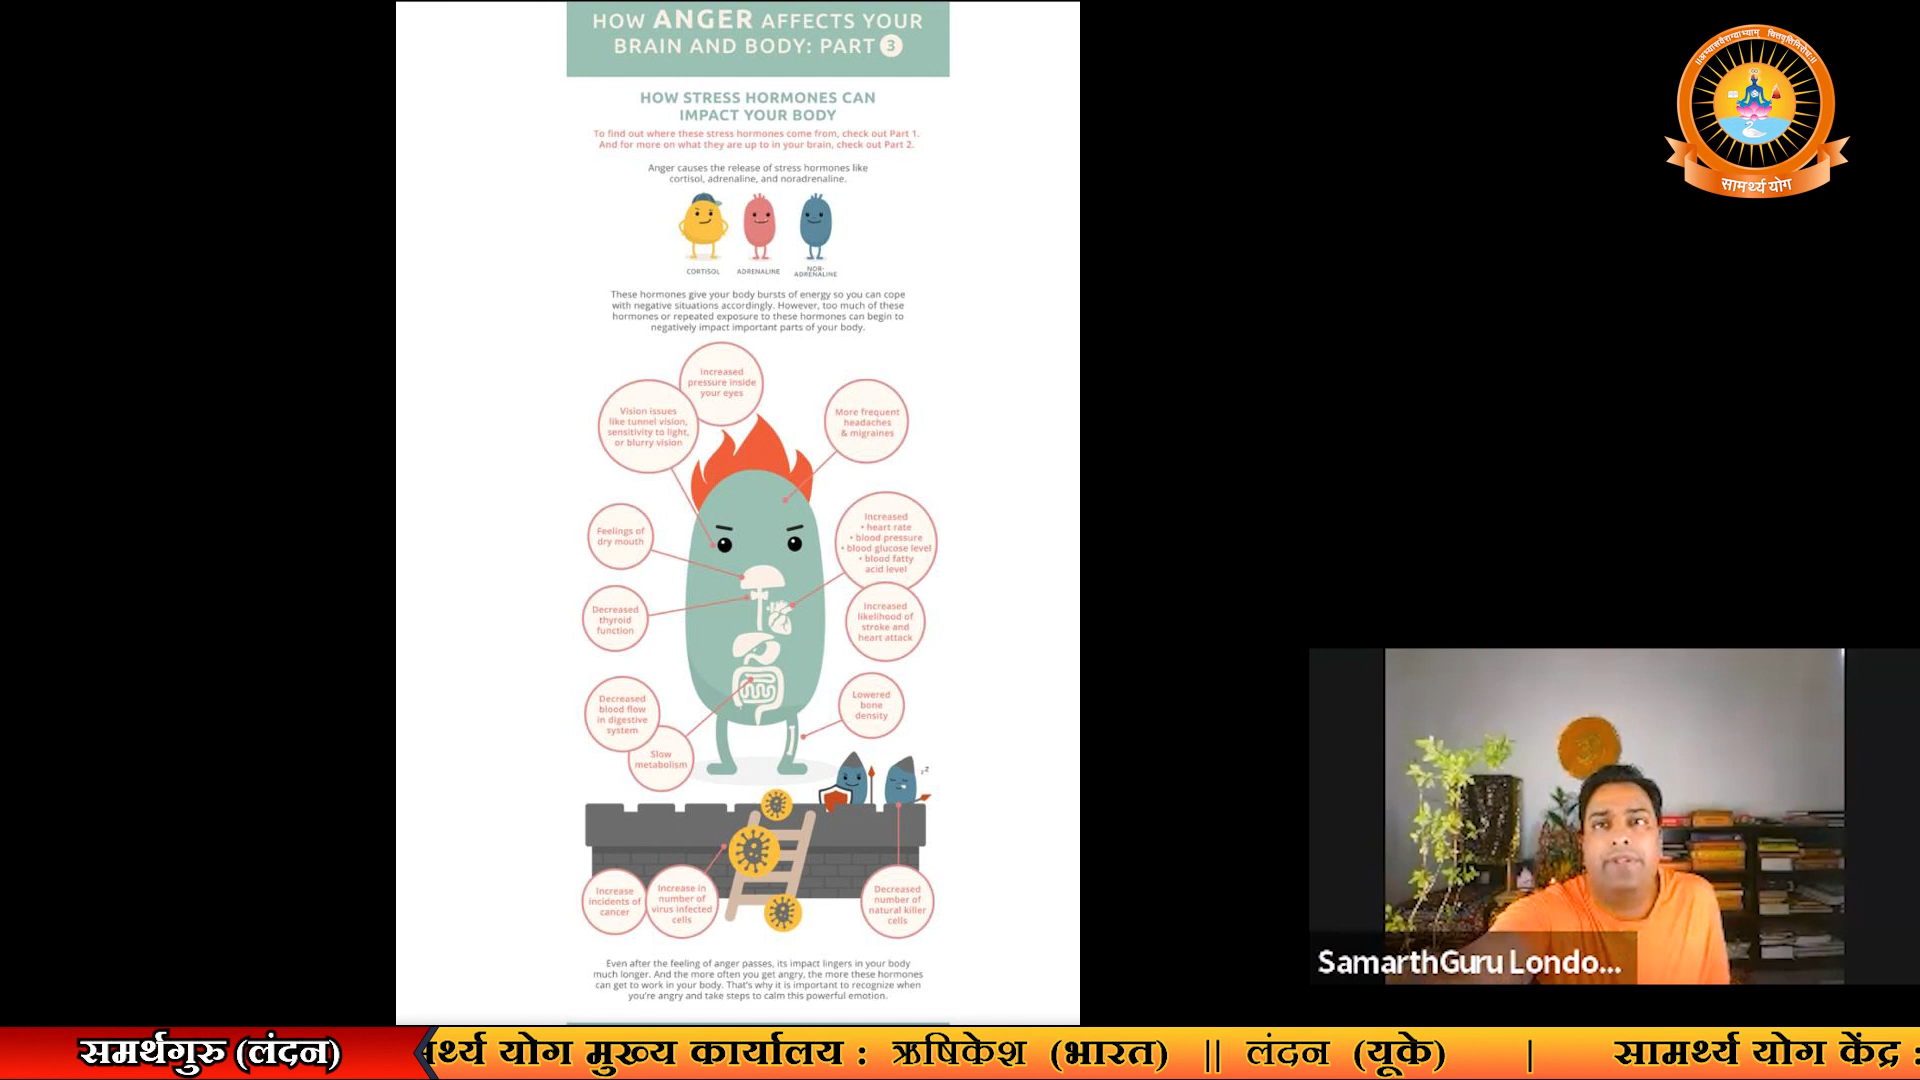 HOW ANGER AFFECTS YOUR
BRAIN AND BODY: PART 3
HOW STRESS HORMONES CAN
IMPACT YOUR BODY
To find out where these stress hormones come from, check out Part 1.
And for more on what they are up to in your brain, check out Part 2.
Anger causes the release of stress hormones like
cortisol, adrenaline, and noradrenaline.
CORTISOL
ADRENALINE
NOR-
ADRENALINE
These hormones give your body bursts of energy so you can cope
with negative situations accordingly. However, too much of these
hormones or repeated exposure to these hormones can begin to
negatively impact important parts of your body.
Increased
pressure inside
your eyes
Vision issues
like tunnel vision,
sensitivity to light,
or blurry vision
More frequent
headaches
& migraines
Feelings of
dry mouth
Increased
• heart rate
• blood pressure
• blood glucose level
• blood fatty
acid level
Decreased
thyroid
function
Increased
likelihood of
stroke and
heart attack
Decreased
blood flow
in digestive
system
Slow
metabolism
Lowered
bone
density
z z
Increase
incidents of
cancer
Increase in
number of
virus infected
cells
Decreased
number of
natural killer
cells
Even after the feeling of anger passes, its impact lingers in your body
much longer. And the more often you get angry, the more these hormones
can get to work in your body. That's why it is important to recognize when
you're angry and take steps to calm this powerful emotion.
॥अभ्यासवैराग्याभ्याम् चित्तवृत्तिनिरोधः॥
सामर्थ्य योग
SamarthGuru Londo...
समर्थगुरु (लंदन)
र्थ्य योग मुख्य कार्यालय : ऋषिकेश (भारत) || लंदन (यूके) | सामर्थ्य योग केंद्र :